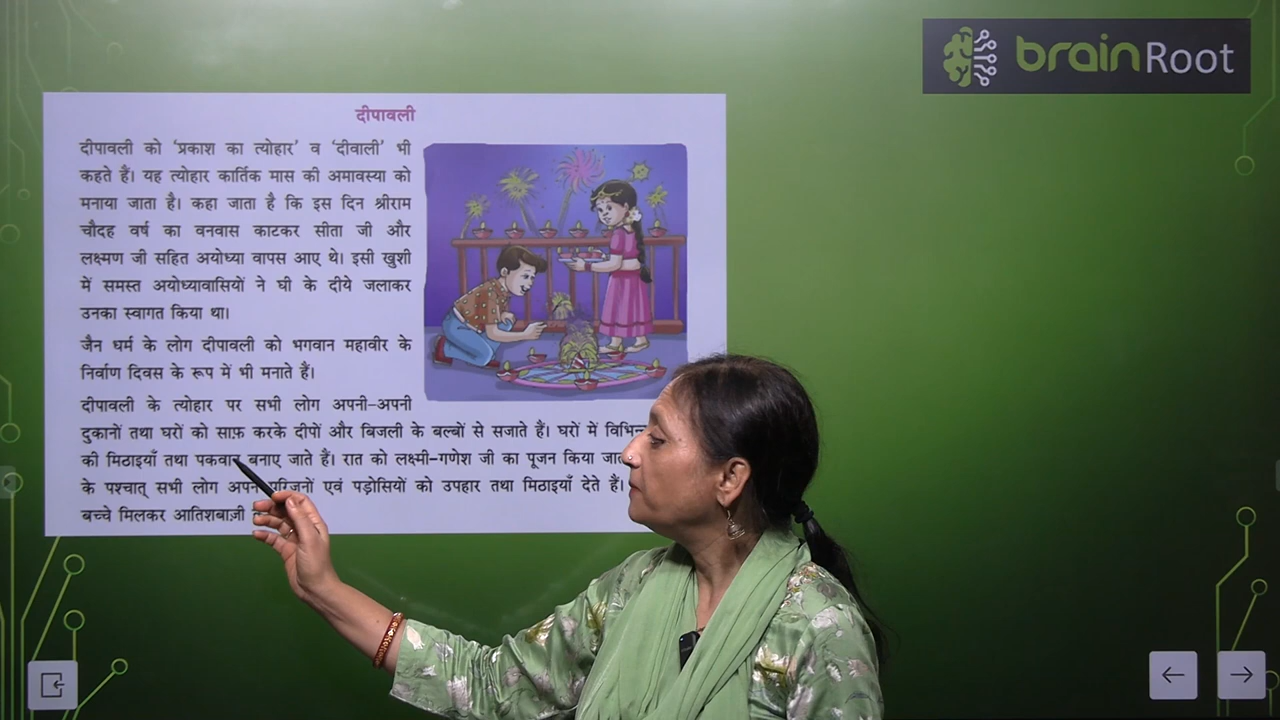 brainRoot
दीपावली
दीपावली को ‘प्रकाश का त्योहार’ व ‘दीवाली’ भी
कहते हैं। यह त्योहार कार्तिक मास की अमावस्या को
मनाया जाता है। कहा जाता है कि इस दिन श्रीराम
चौदह वर्ष का वनवास काटकर सीता जी और
लक्ष्मण जी सहित अयोध्या वापस आए थे। इसी खुशी
में समस्त अयोध्यावासियों ने घी के दीये जलाकर
उनका स्वागत किया था।
जैन धर्म के लोग दीपावली को भगवान महावीर के
निर्वाण दिवस के रूप में भी मनाते हैं।
दीपावली के त्योहार पर सभी लोग अपनी-अपनी
दुकानों तथा घरों को साफ़ करके दीपों और बिजली के बल्बों से सजाते हैं। घरों में
की मिठाइयाँ तथा पकवान बनाए जाते हैं। रात को लक्ष्मी-गणेश जी का पूजन किया
के पश्चात् सभी लोग अपने परिजनों एवं पड़ोसियों को उपहार तथा मिठाइयाँ देते हैं।
बच्चे मिलकर आतिशबाज़ी